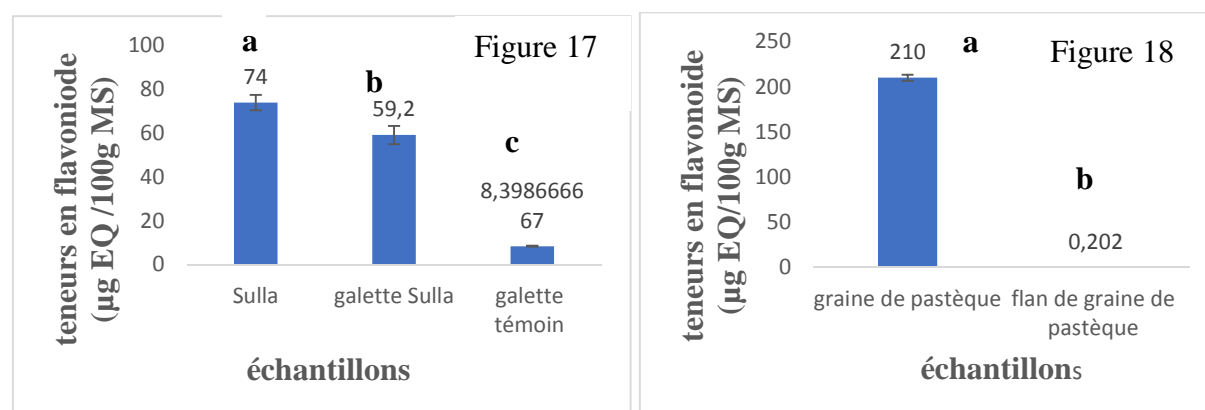 Figure 17
teneurs en flavoniode
(µg EQ /100g MS)
100
80
60
40
20
0
a
74
b
59,2
c
8,3986666
67
Sulla
galette Sulla
galette
témoin
échantillons
Figure 18
teneurs en flavonoide
(µg EQ/100g MS)
250
200
150
100
50
0
a
210
b
0,202
graine de pastèque
flan de graine de
pastèque
échantillons